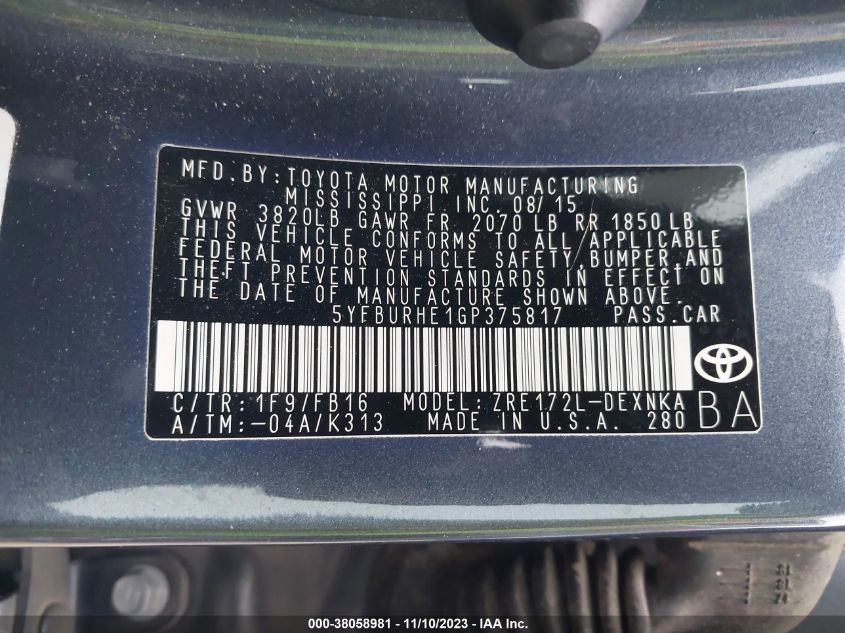 MFD. BY: TOYOTA MOTOR MANUFACTURING
MISSISSIPPI INC. 08/15
GVWR 3820LB GAWR FR 2070 LB RR 1850 LB
THIS VEHICLE CONFORMS TO ALL APPLICABLE
FEDERAL MOTOR VEHICLE SAFETY, BUMPER, AND
THEFT PREVENTION STANDARDS IN EFFECT ON
THE DATE OF MANUFACTURE SHOWN ABOVE.
5YFBURHE1GP375817 PASS. CAR
C/TR: 1F9/FB16 MODEL: ZRE172L-DEXNKA
A/TM: -04A/K313 MADE IN U.S.A. 280
BA
000-38058981 - 11/10/2023 - IAA Inc.